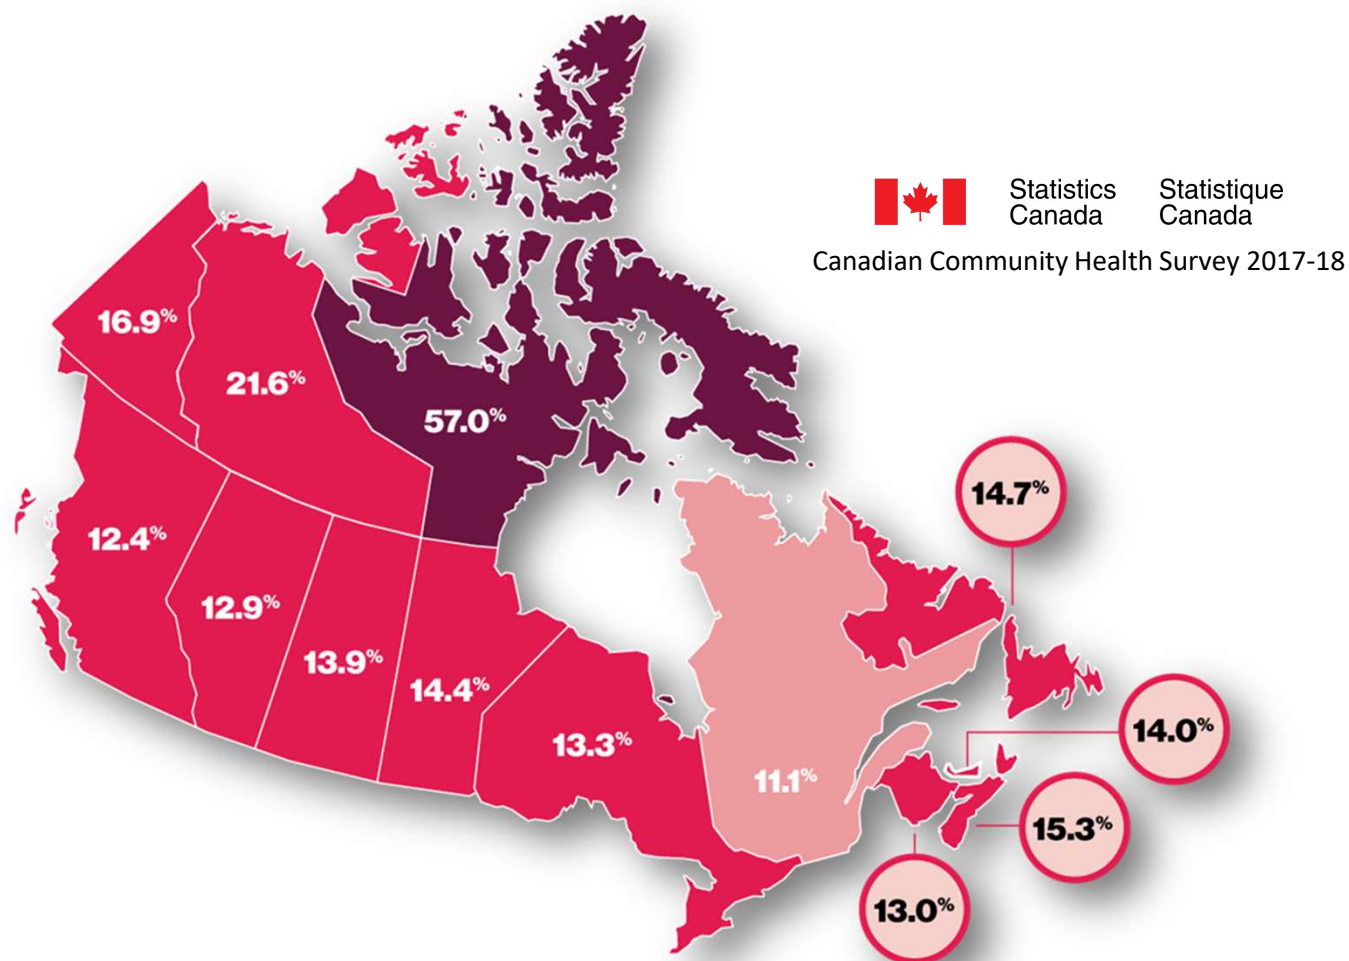 Statistics
Canada
Statistique
Canada
Canadian Community Health Survey 2017-18
16.9%
21.6%
57.0%
14.7%
12.4%
12.9%
13.9%
14.4%
13.3%
11.1%
14.0%
15.3%
13.0%